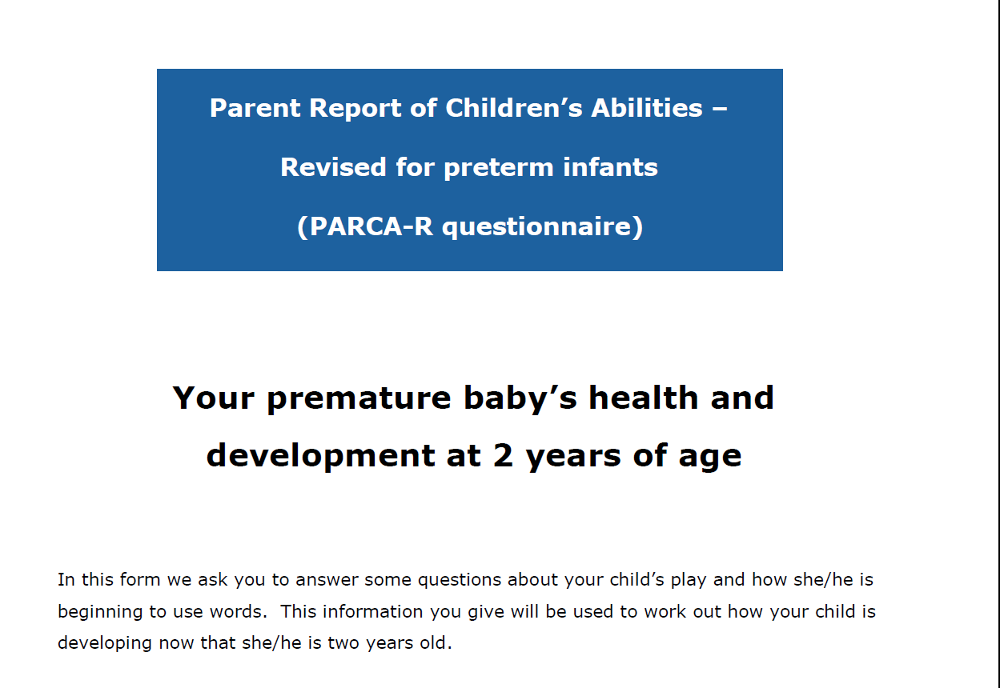 Parent Report of Children’s Abilities –
Revised for preterm infants
(PARCA-R questionnaire)
Your premature baby’s health and
development at 2 years of age
In this form we ask you to answer some questions about your child’s play and how she/he is
beginning to use words.  This information you give will be used to work out how your child is
developing now that she/he is two years old.